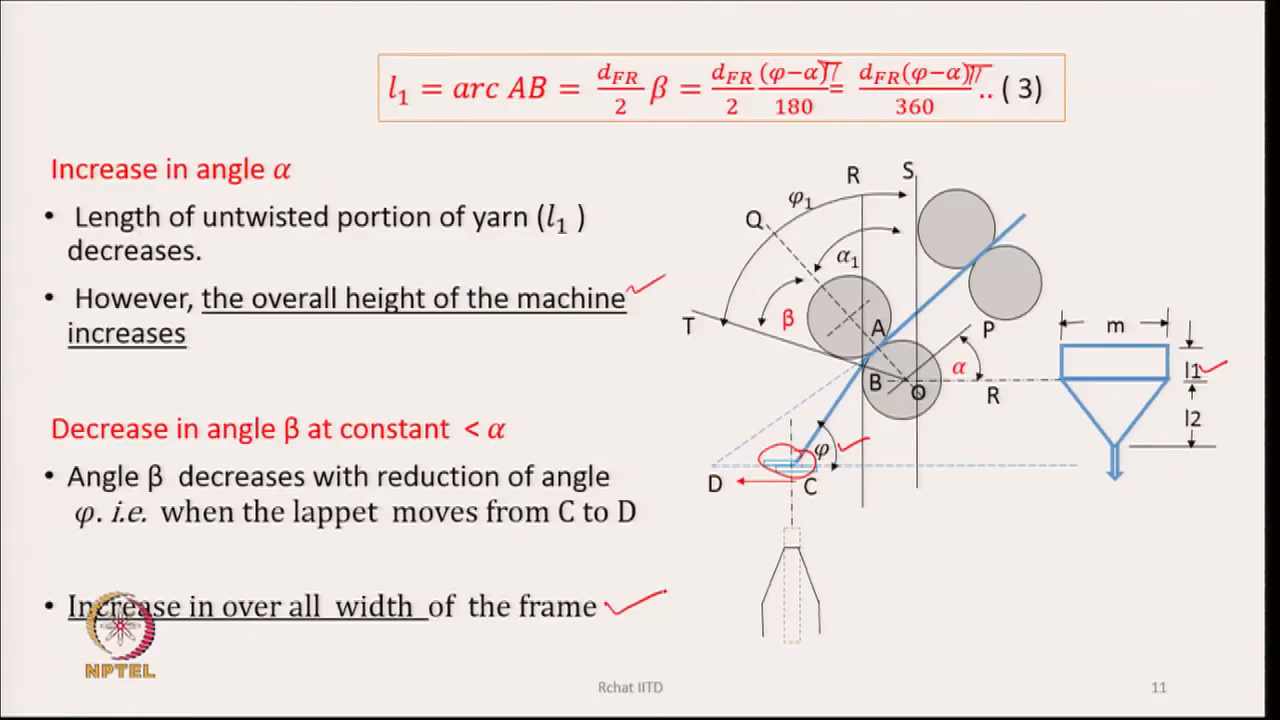 l₁ = arc AB = d_FR/2 β = d_FR/2 (φ−α)π/180 = d_FR(φ−α)π/360 .. ( 3)
Increase in angle α
• Length of untwisted portion of yarn (l₁ )
decreases.
• However, the overall height of the machine
increases
Decrease in angle β at constant < α
• Angle β decreases with reduction of angle
φ. i.e. when the lappet moves from C to D
• Increase in over all width of the frame
R
S
φ₁
Q
α₁
T
β
A
P
m
B
α
l1
O
R
l2
φ
D
C
NPTEL
Rchat IITD
11